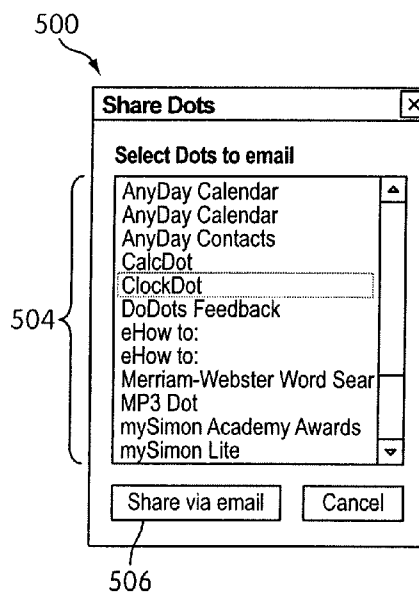 500
Share Dots
Select Dots to email
AnyDay Calendar
AnyDay Calendar
AnyDay Contacts
CalcDot
ClockDot
DoDots Feedback
504
eHow to:
eHow to:
Merriam-Webster Word Sear
MP3 Dot
mySimon Academy Awards
mySimon Lite
Share via email
Cancel
506